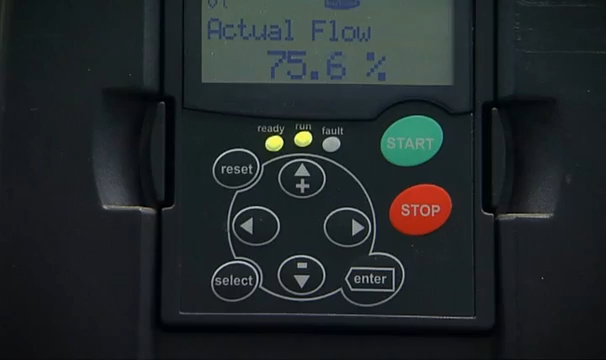 Actual Flow
75.6 %
ready run fault
START
reset
+
STOP
-
select
enter